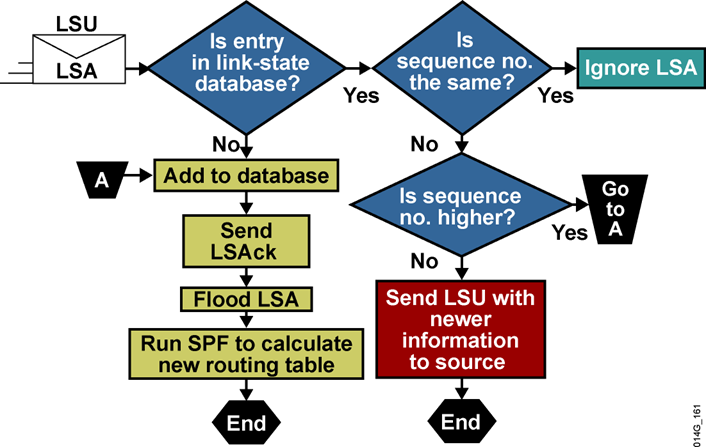 LSU
LSA
Is entry
in link-state
database?
Yes
Is
sequence no.
the same?
Yes
Ignore LSA
No
No
A
Add to database
Is sequence
no. higher?
Yes
Go
to
A
Send
LSAck
No
Flood LSA
Send LSU with
newer
information
to source
Run SPF to calculate
new routing table
End
End
014G_161